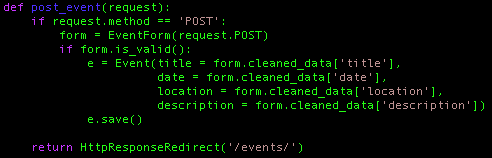 def post_event(request):
    if request.method == 'POST':
        form = EventForm(request.POST)
        if form.is_valid():
            e = Event(title = form.cleaned_data['title'],
                      date = form.cleaned_data['date'],
                      location = form.cleaned_data['location'],
                      description = form.cleaned_data['description'])
            e.save()

    return HttpResponseRedirect('/events/')